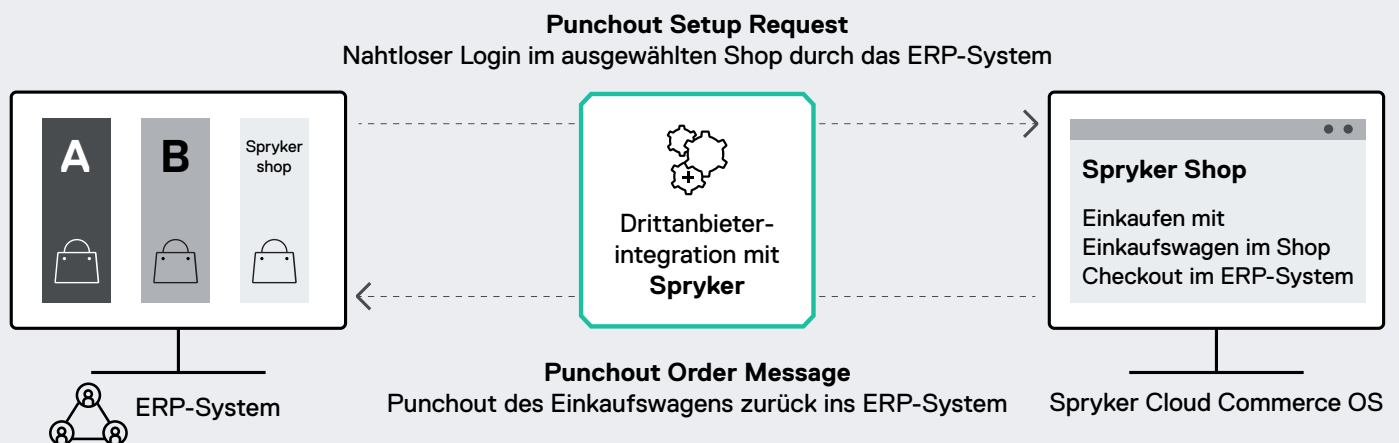 Punchout Setup Request
Nahtloser Login im ausgewählten Shop durch das ERP-System
A
B
Spryker
shop
Drittanbieter-
integration mit
Spryker
Spryker Shop
Einkaufen mit
Einkaufswagen im Shop
Checkout im ERP-System
Punchout Order Message
Punchout des Einkaufswagens zurück ins ERP-System
ERP-System
Spryker Cloud Commerce OS